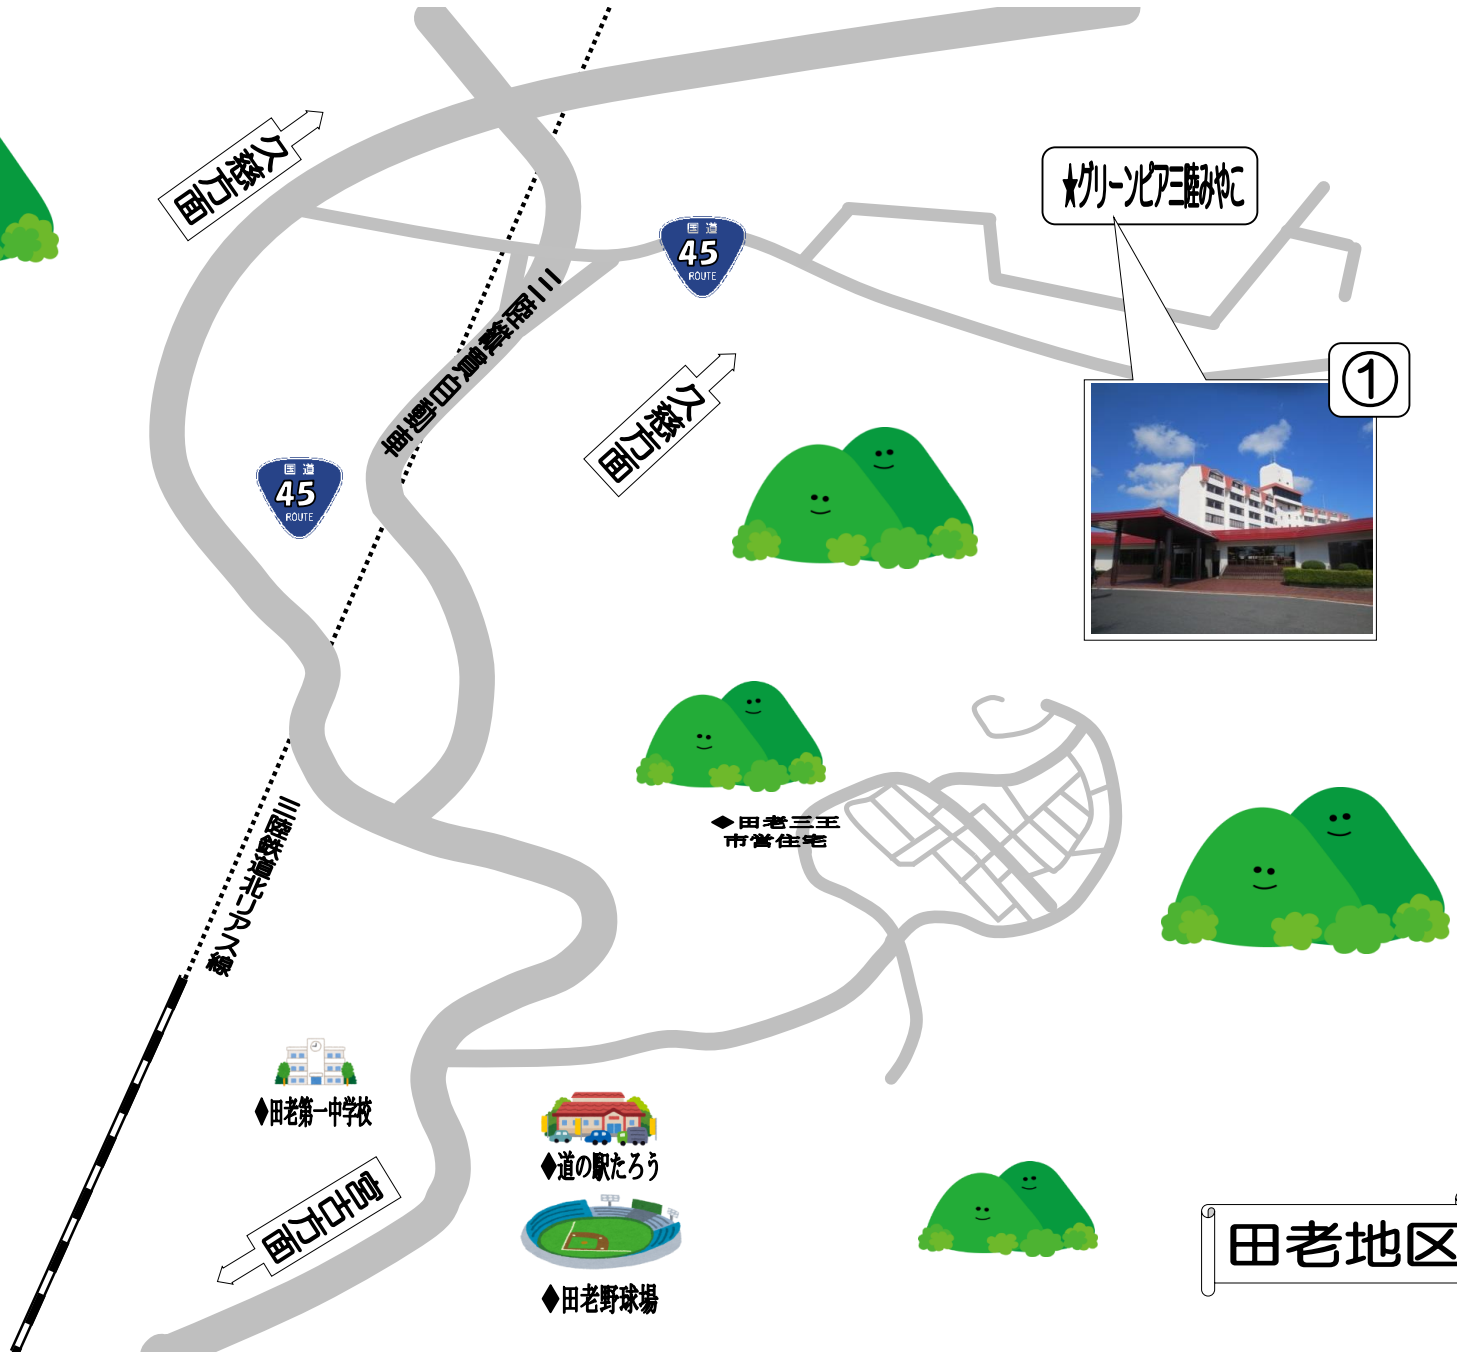 久慈方面
★グリーンピア三陸みやこ
国道
45
ROUTE
三陸縦貫自動車
①
久慈方面
国道
45
ROUTE
三陸鉄道北リアス線
◆田老三王
市営住宅
◆田老第一中学校
◆道の駅たろう
宮古方面
◆田老野球場
田老地区